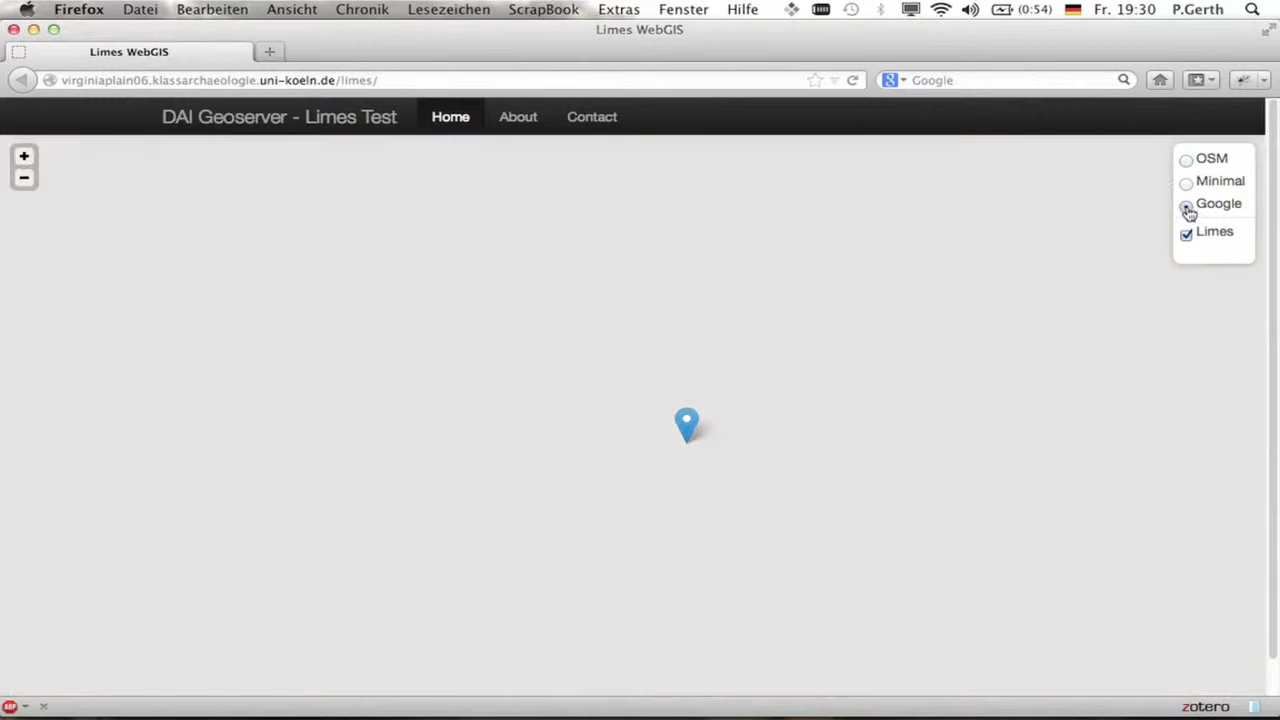 Firefox Datei Bearbeiten Ansicht Chronik Lesezeichen ScrapBook Extras Fenster Hilfe (0:54) Fr. 19:30 P.Gerth
Limes WebGIS
Limes WebGIS
virginiaplain06.klassarchaeologie.uni-koeln.de/limes/ Google
DAI Geoserver - Limes Test Home About Contact
+
−
OSM
Minimal
Google
Limes
ABP zotero